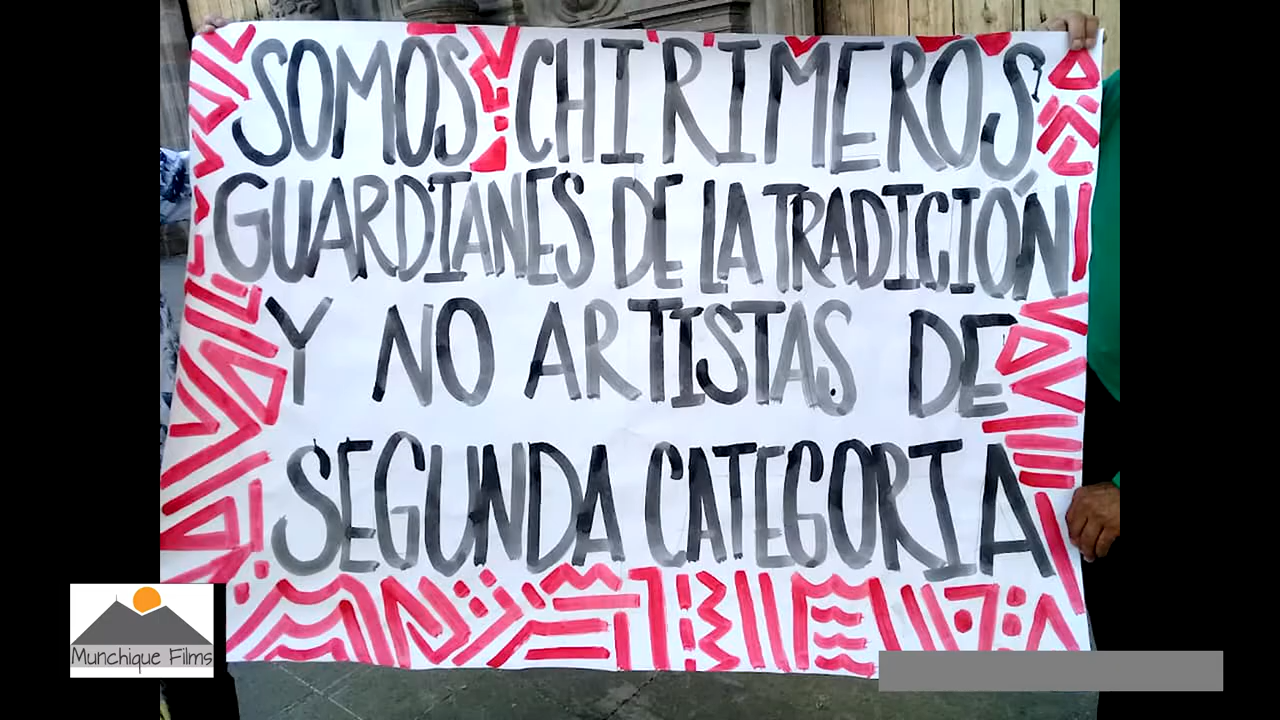 SOMOS CHIRIMEROS
GUARDIANES DE LA TRADICIÓN
Y NO ARTISTAS DE
SEGUNDA CATEGORIA
Munchique Films